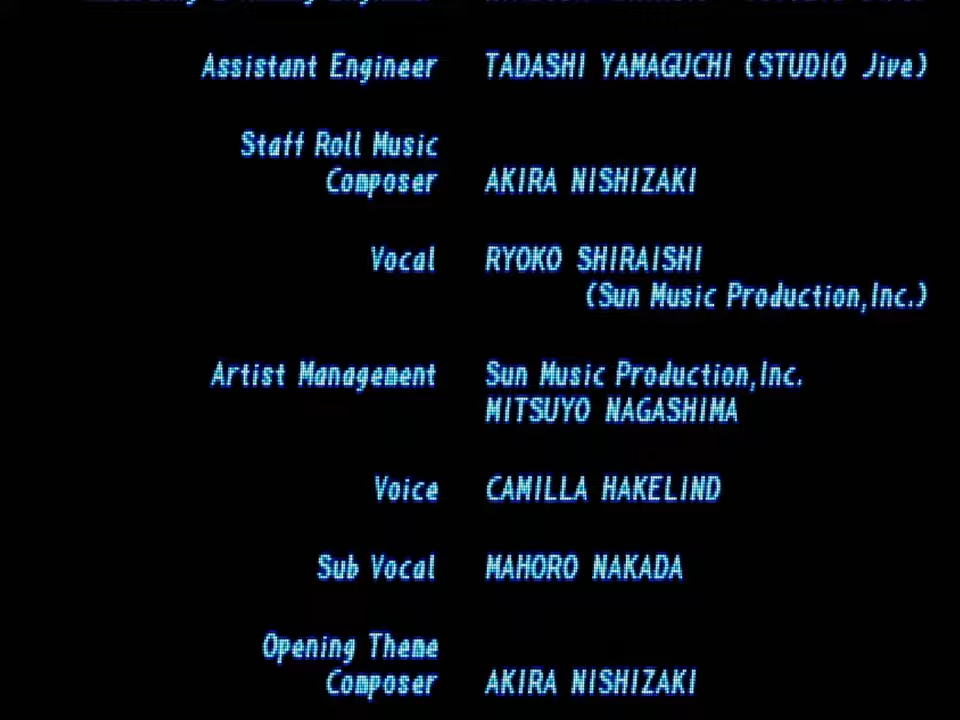 Assistant Engineer TADASHI YAMAGUCHI (STUDIO Jive)
Staff Roll Music
Composer AKIRA NISHIZAKI
Vocal RYOKO SHIRAISHI
(Sun Music Production,Inc.)
Artist Management Sun Music Production,Inc.
MITSUYO NAGASHIMA
Voice CAMILLA HAKELIND
Sub Vocal MAHORO NAKADA
Opening Theme
Composer AKIRA NISHIZAKI